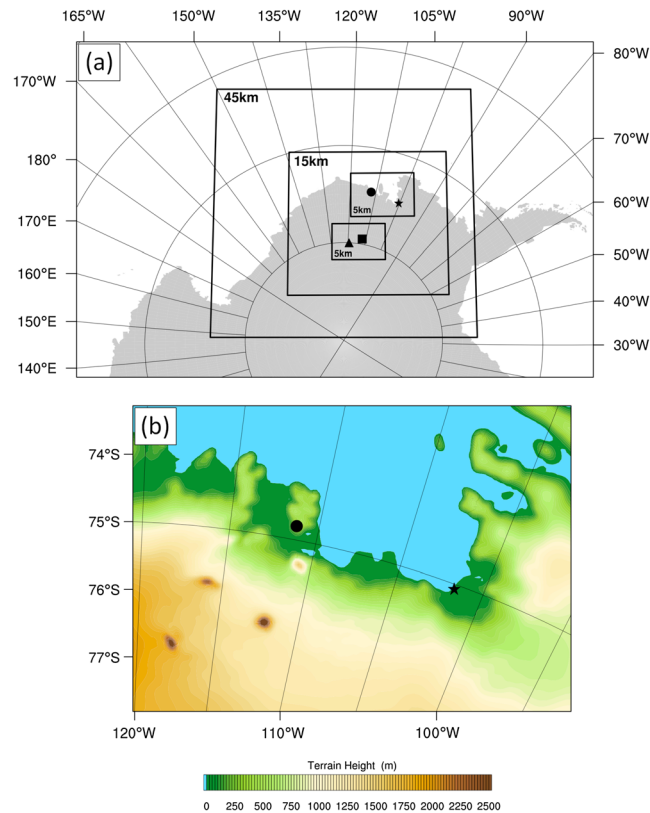 165°W 150°W 135°W 120°W 105°W 90°W
(a)
80°W
170°W
45km
70°W
180°
15km
60°W
5km
170°E
50°W
5km
160°E
40°W
150°E
30°W
140°E
(b)
74°S
75°S
76°S
77°S
120°W 110°W 100°W
Terrain Height (m)
0 250 500 750 1000 1250 1500 1750 2000 2250 2500